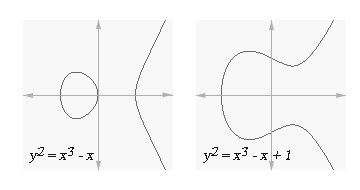 y² = x³ - x
y² = x³ - x + 1